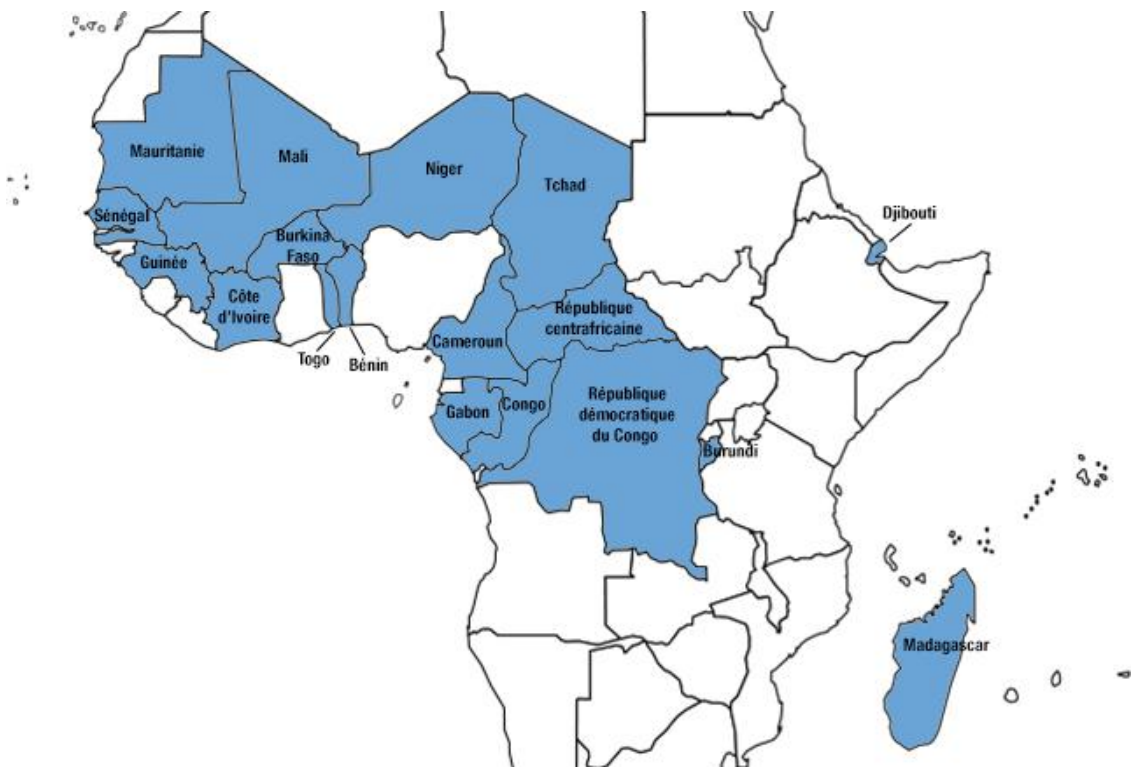 Mauritanie
Mali
Niger
Tchad
Sénégal
Burkina
Faso
Djibouti
Guinée
Côte
d'Ivoire
Togo
Bénin
Cameroun
République
centrafricaine
Gabon
Congo
République
démocratique
du Congo
Burundi
Madagascar